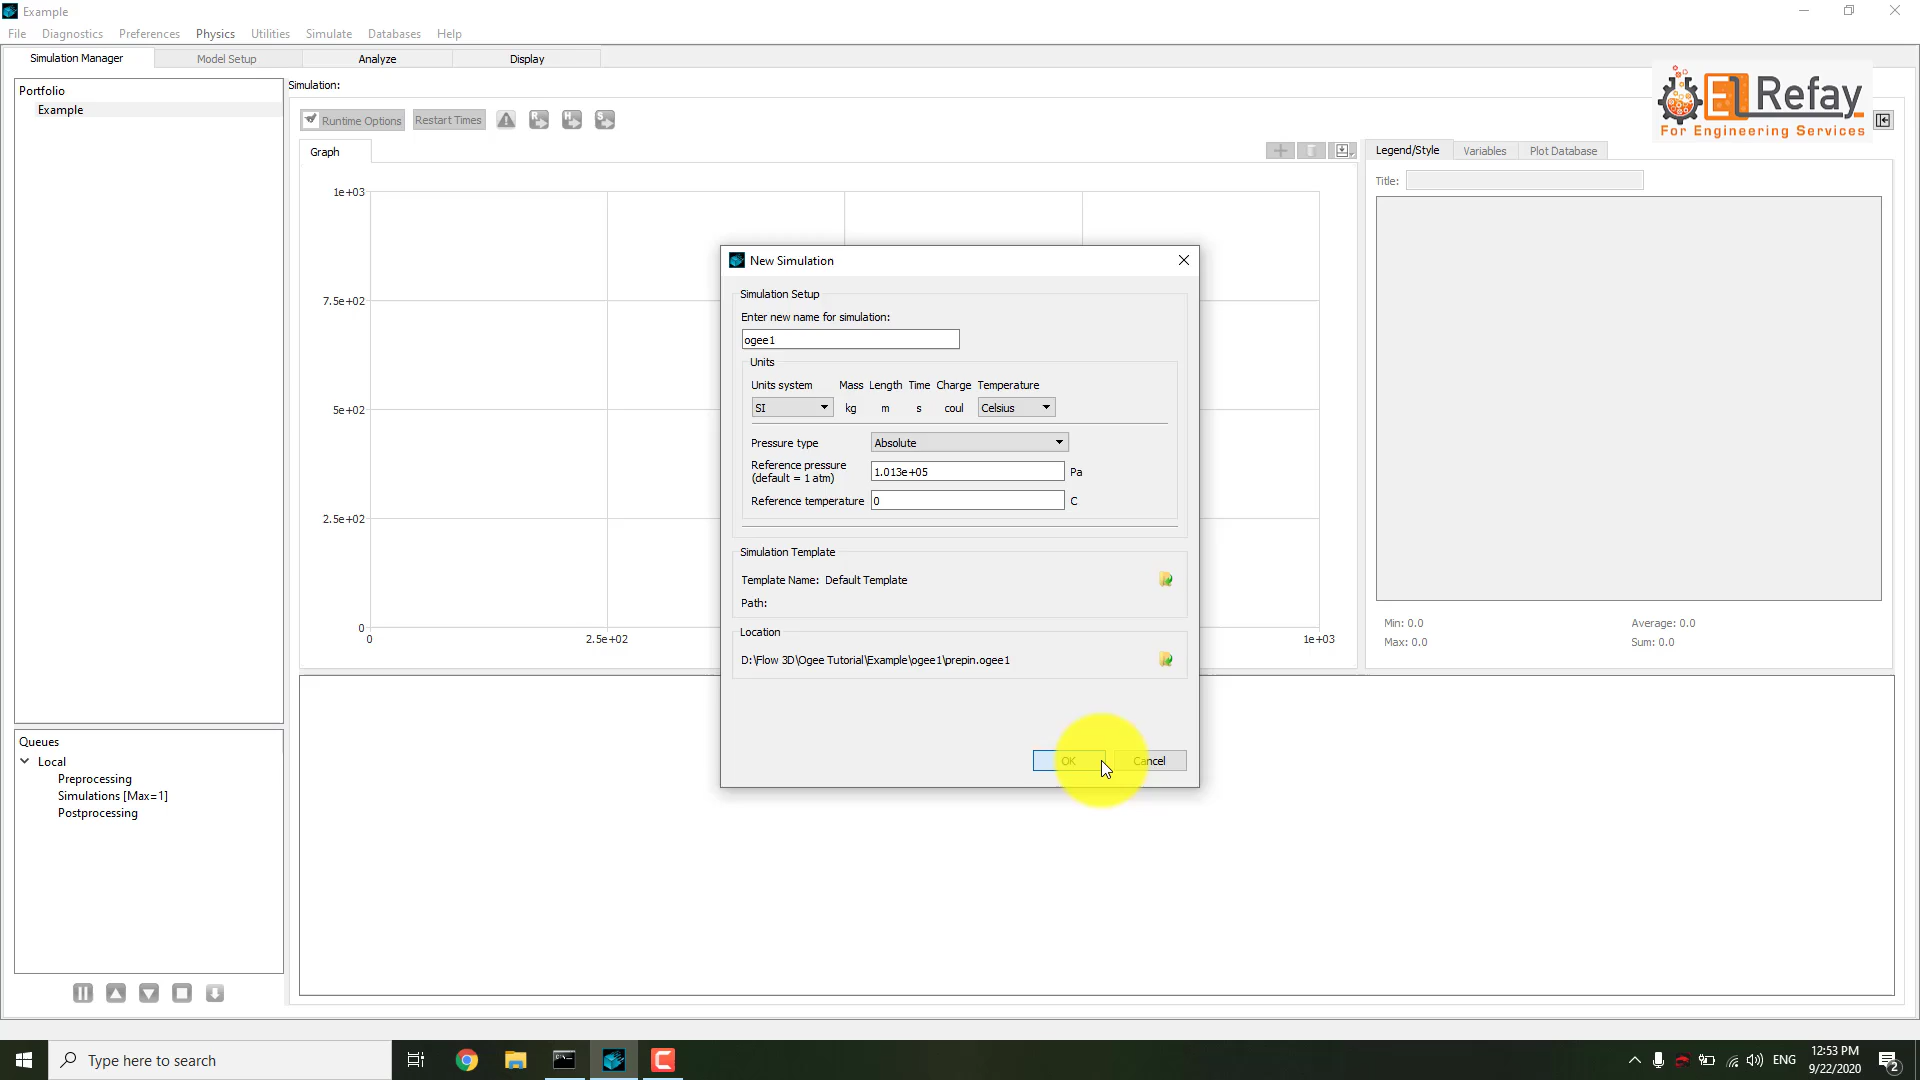 Example
File Diagnostics Preferences Physics Utilities Simulate Databases Help
Simulation Manager Model Setup Analyze Display
Portfolio
Example
Simulation:
Runtime Options Restart Times R H S
El Refay
For Engineering Services
Graph
Legend/Style Variables Plot Database
Title:
1e+03
7.5e+02
5e+02
2.5e+02
0
0 2.5e+02 1e+03
Min: 0.0 Average: 0.0
Max: 0.0 Sum: 0.0
New Simulation
Simulation Setup
Enter new name for simulation:
ogee1
Units
Units system Mass Length Time Charge Temperature
SI kg m s coul Celsius
Pressure type Absolute
Reference pressure
(default = 1 atm) 1.013e+05 Pa
Reference temperature 0 C
Simulation Template
Template Name: Default Template
Path:
Location
D:\Flow 3D\Ogee Tutorial\Example\ogee1\prepin.ogee1
OK Cancel
Queues
Local
Preprocessing
Simulations [Max=1]
Postprocessing
Type here to search
ENG
12:53 PM
9/22/2020
2